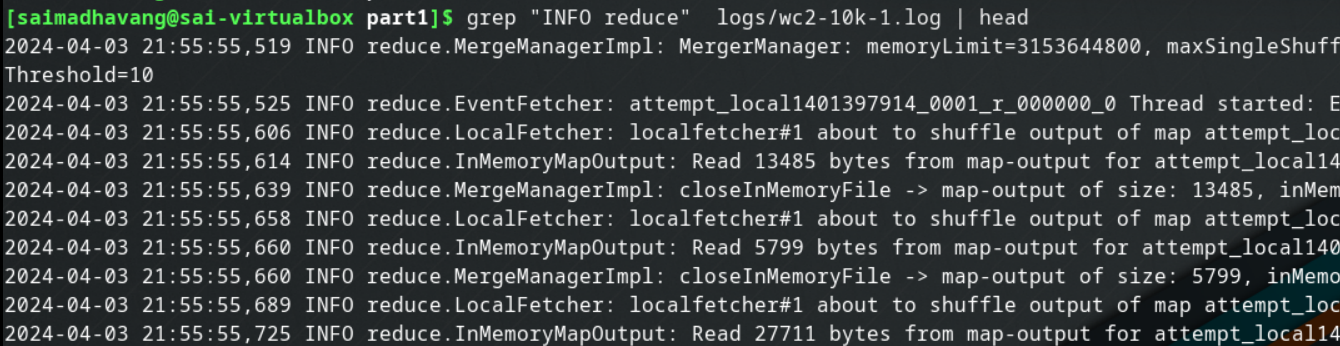 [saimadhavang@sai-virtualbox part1]$ grep "INFO reduce"  logs/wc2-10k-1.log | head
2024-04-03 21:55:55,519 INFO reduce.MergeManagerImpl: MergerManager: memoryLimit=3153644800, maxSingleShuff
Threshold=10
2024-04-03 21:55:55,525 INFO reduce.EventFetcher: attempt_local1401397914_0001_r_000000_0 Thread started: E
2024-04-03 21:55:55,606 INFO reduce.LocalFetcher: localfetcher#1 about to shuffle output of map attempt_loc
2024-04-03 21:55:55,614 INFO reduce.InMemoryMapOutput: Read 13485 bytes from map-output for attempt_local14
2024-04-03 21:55:55,639 INFO reduce.MergeManagerImpl: closeInMemoryFile -> map-output of size: 13485, inMem
2024-04-03 21:55:55,658 INFO reduce.LocalFetcher: localfetcher#1 about to shuffle output of map attempt_loc
2024-04-03 21:55:55,660 INFO reduce.InMemoryMapOutput: Read 5799 bytes from map-output for attempt_local140
2024-04-03 21:55:55,660 INFO reduce.MergeManagerImpl: closeInMemoryFile -> map-output of size: 5799, inMemo
2024-04-03 21:55:55,689 INFO reduce.LocalFetcher: localfetcher#1 about to shuffle output of map attempt_loc
2024-04-03 21:55:55,725 INFO reduce.InMemoryMapOutput: Read 27711 bytes from map-output for attempt_local14